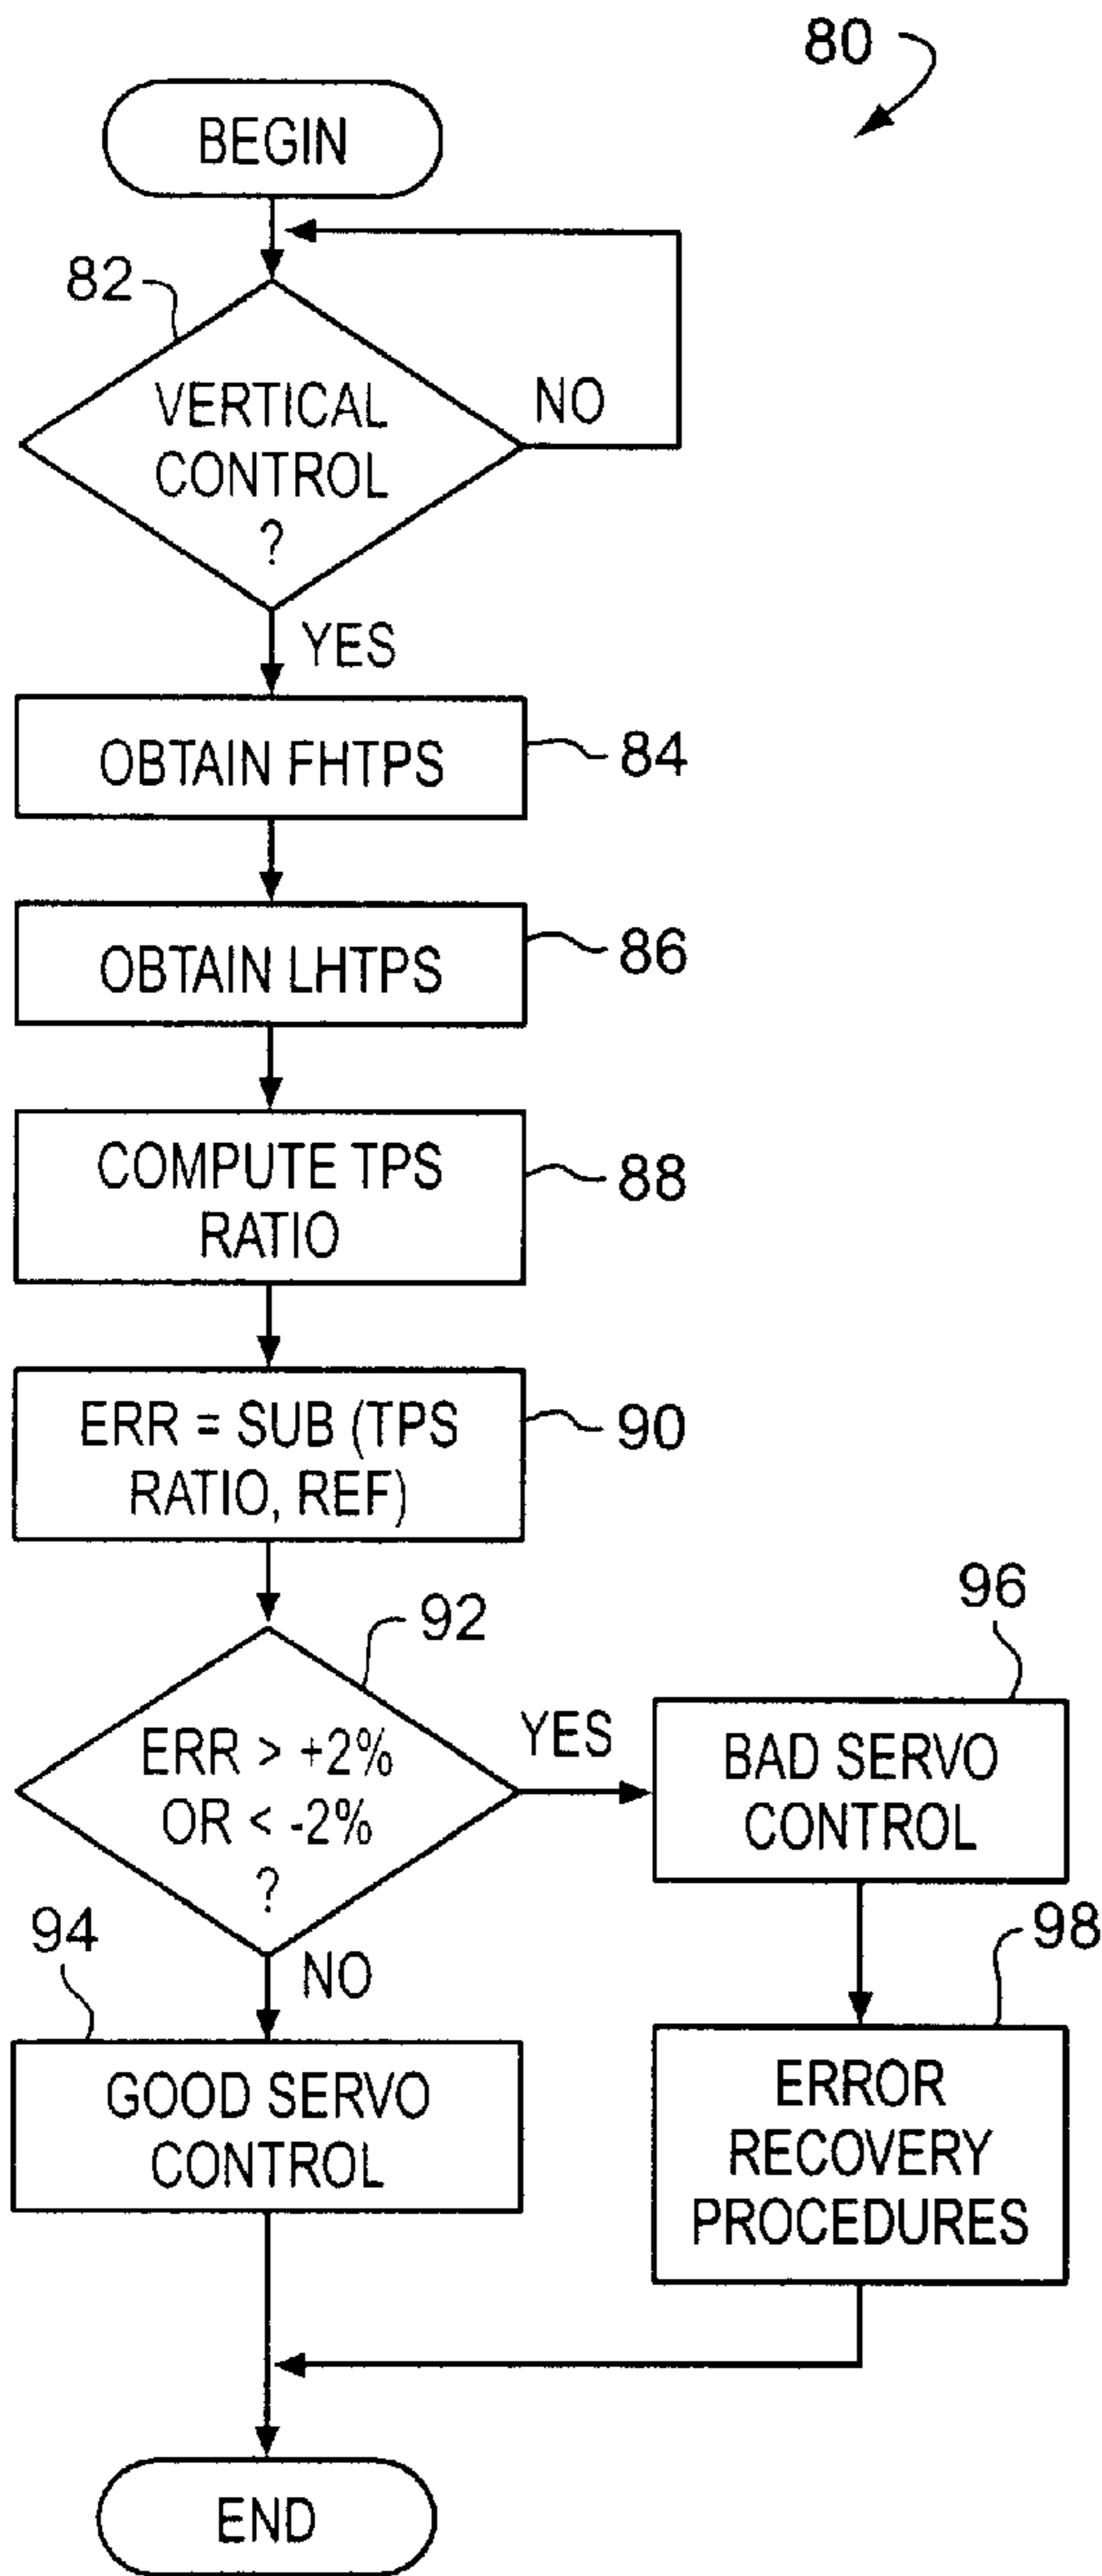 80
BEGIN
82
VERTICAL
CONTROL
?
NO
YES
OBTAIN FHTPS
84
OBTAIN LHTPS
86
COMPUTE TPS
RATIO
88
ERR = SUB (TPS
RATIO, REF)
90
92
ERR > +2%
OR < -2%
?
YES
96
BAD SERVO
CONTROL
NO
94
GOOD SERVO
CONTROL
98
ERROR
RECOVERY
PROCEDURES
END